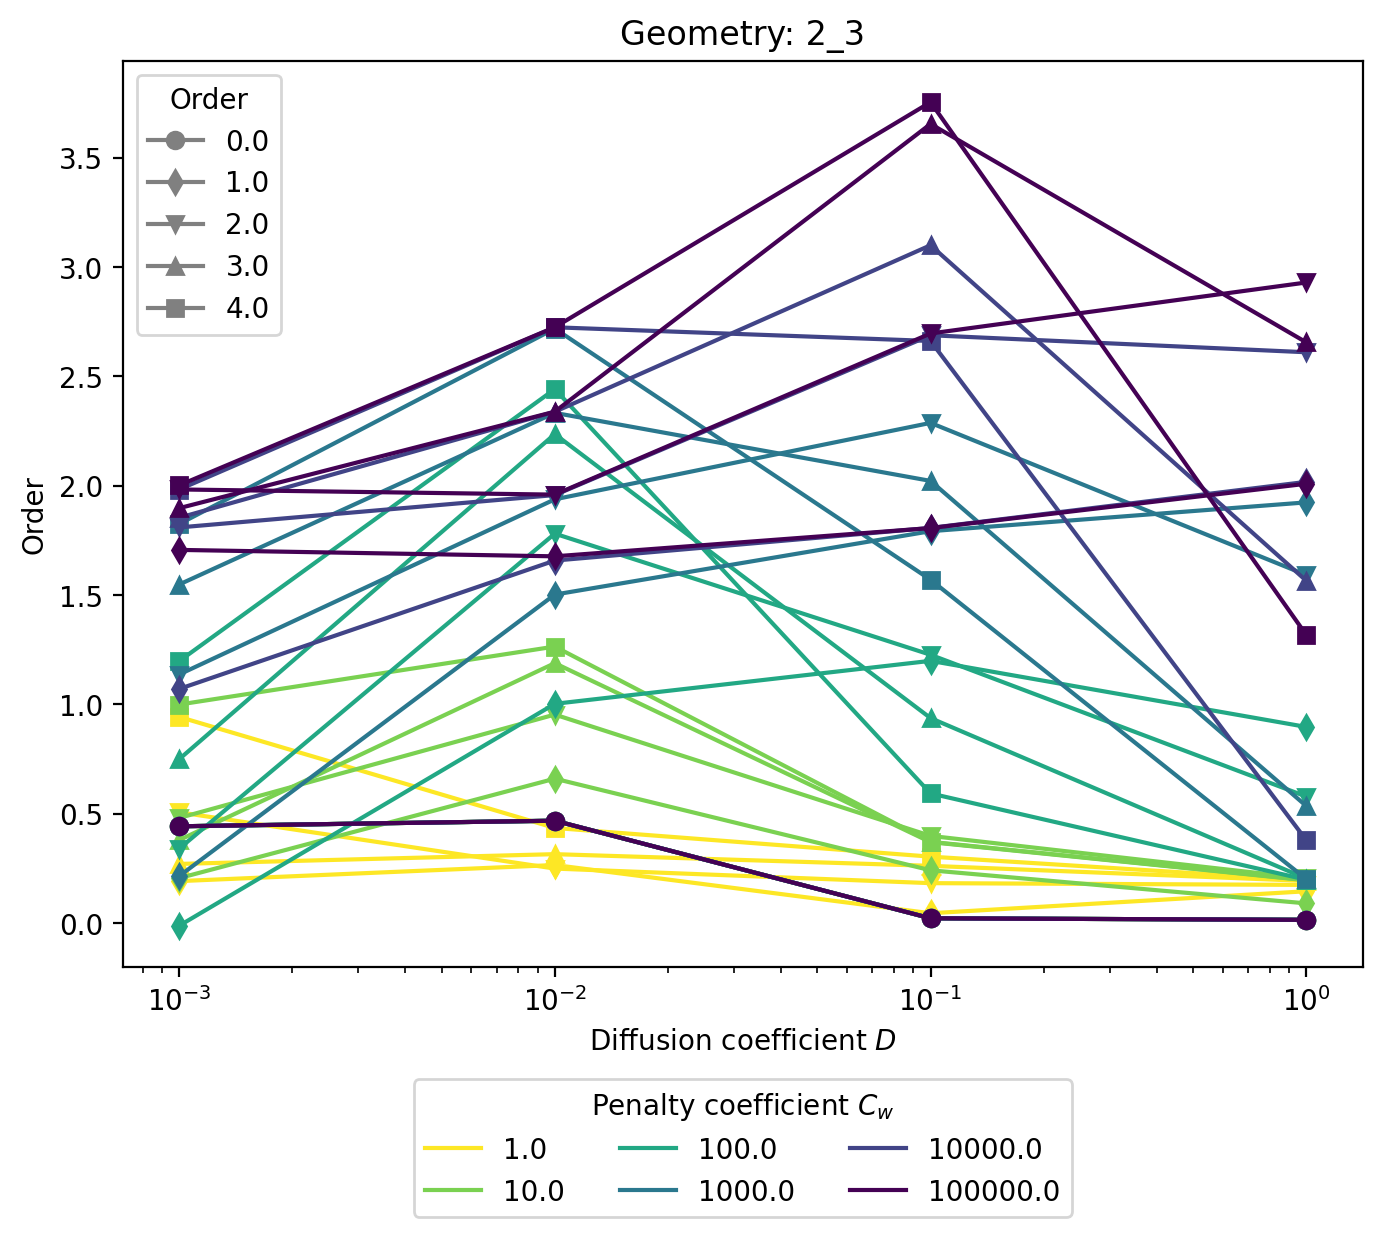 Geometry: 2_3
Order
0.0
1.0
2.0
3.0
4.0
3.5
3.0
2.5
2.0
1.5
1.0
0.5
0.0
Order
10⁻³ 10⁻² 10⁻¹ 10⁰
Diffusion coefficient D
Penalty coefficient C_w
1.0 100.0 10000.0
10.0 1000.0 100000.0